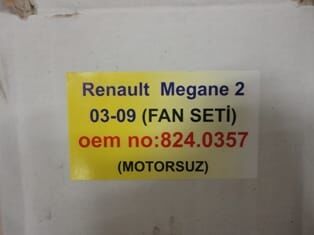 Renault Megane 2
03-09 (FAN SETİ)
oem no:824.0357
(MOTORSUZ)